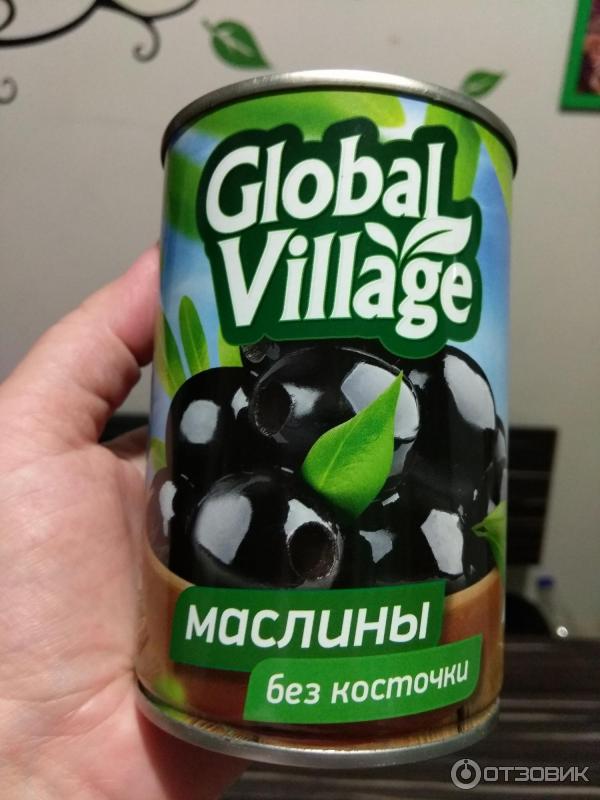 Global
Village
маслины
без косточки
ОТЗОВИК